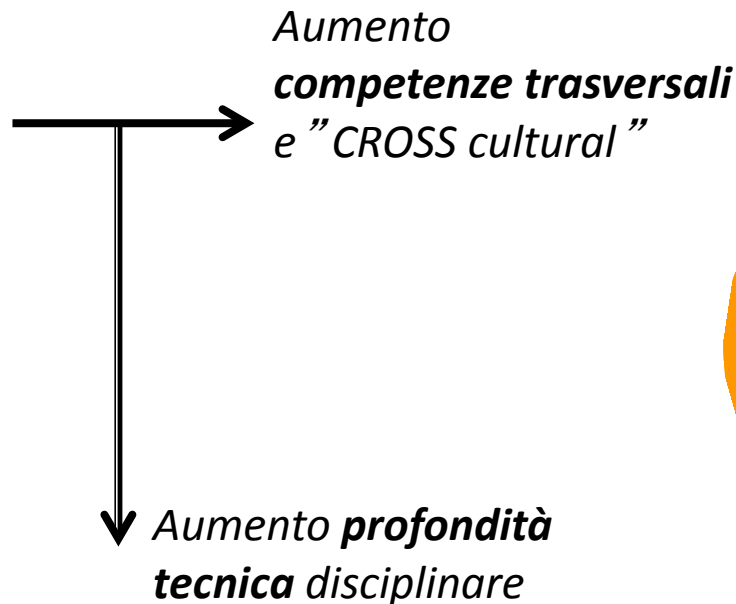 Aumento
competenze trasversali
e ”CROSS cultural”
Aumento profondità
tecnica disciplinare